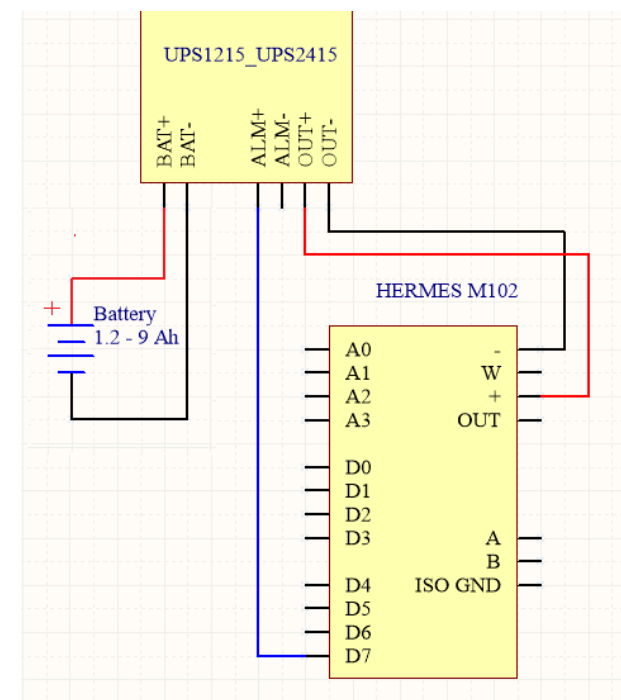 UPS1215_UPS2415
BAT+
BAT-
ALM+
ALM-
OUT+
OUT-
+
Battery
1.2 - 9 Ah
HERMES M102
A0 -
A1 W
A2 +
A3 OUT
D0
D1
D2
D3 A
B
D4 ISO GND
D5
D6
D7